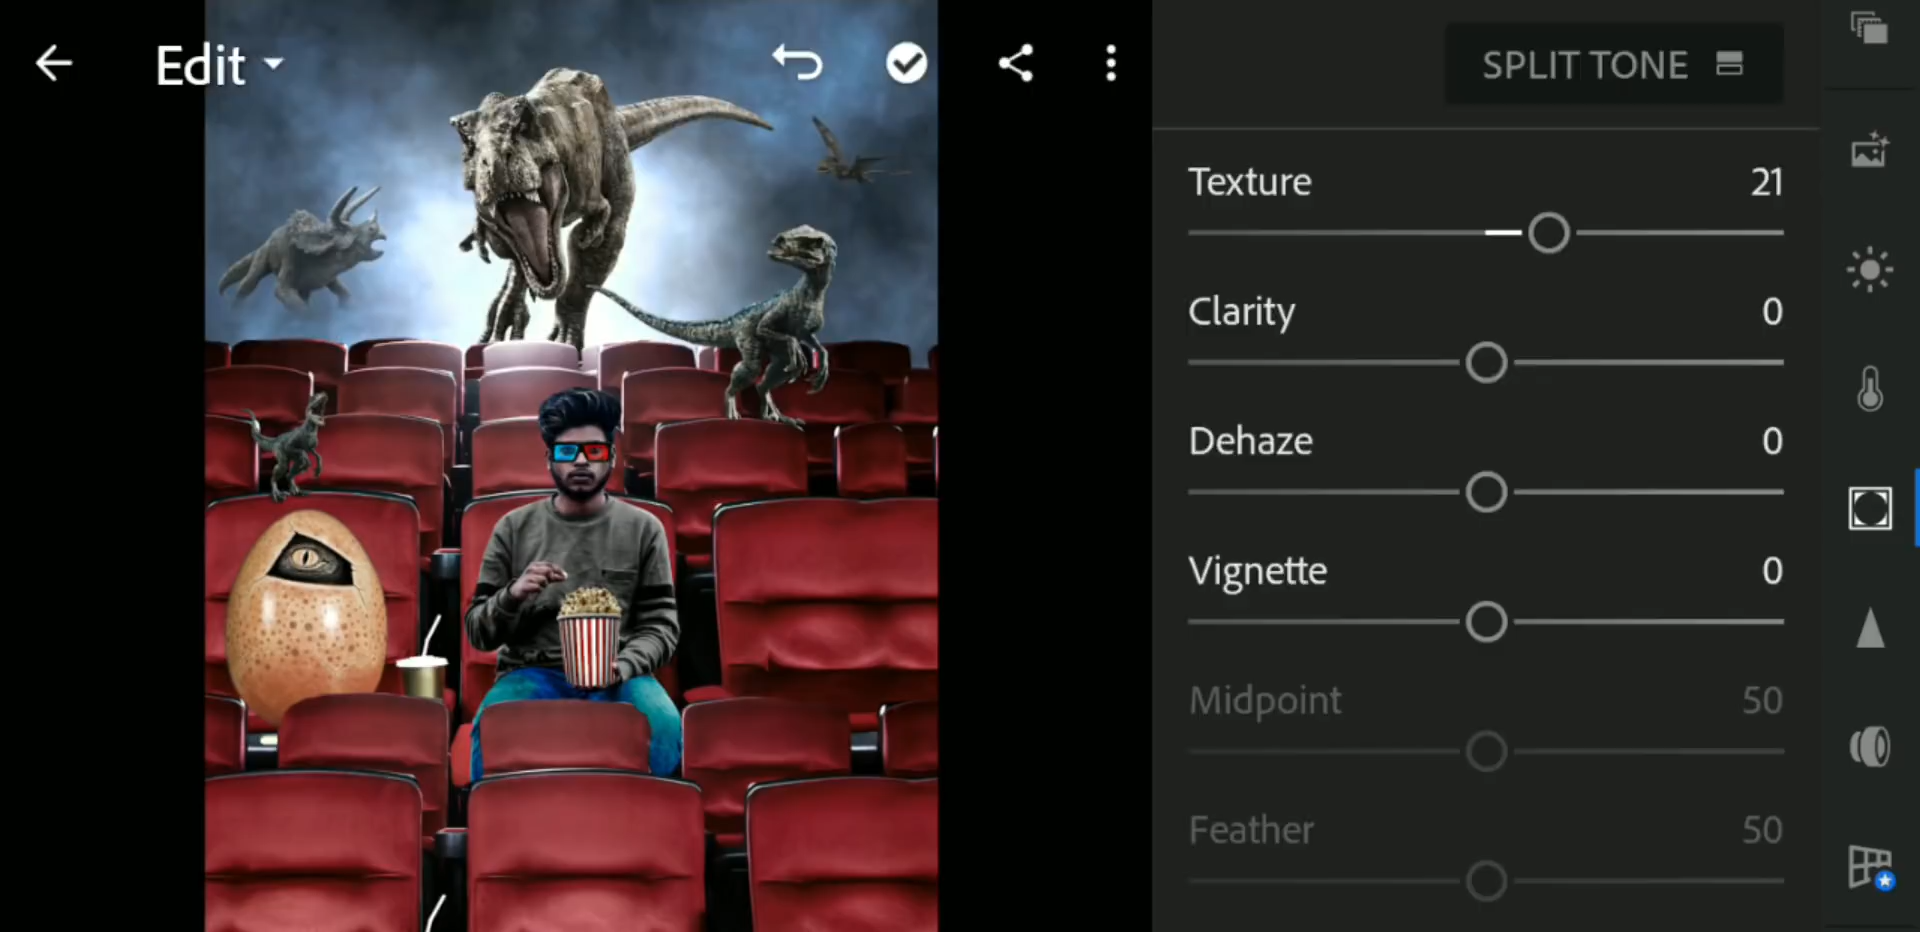 Edit
SPLIT TONE
Texture 21
Clarity 0
Dehaze 0
Vignette 0
Midpoint 50
Feather 50